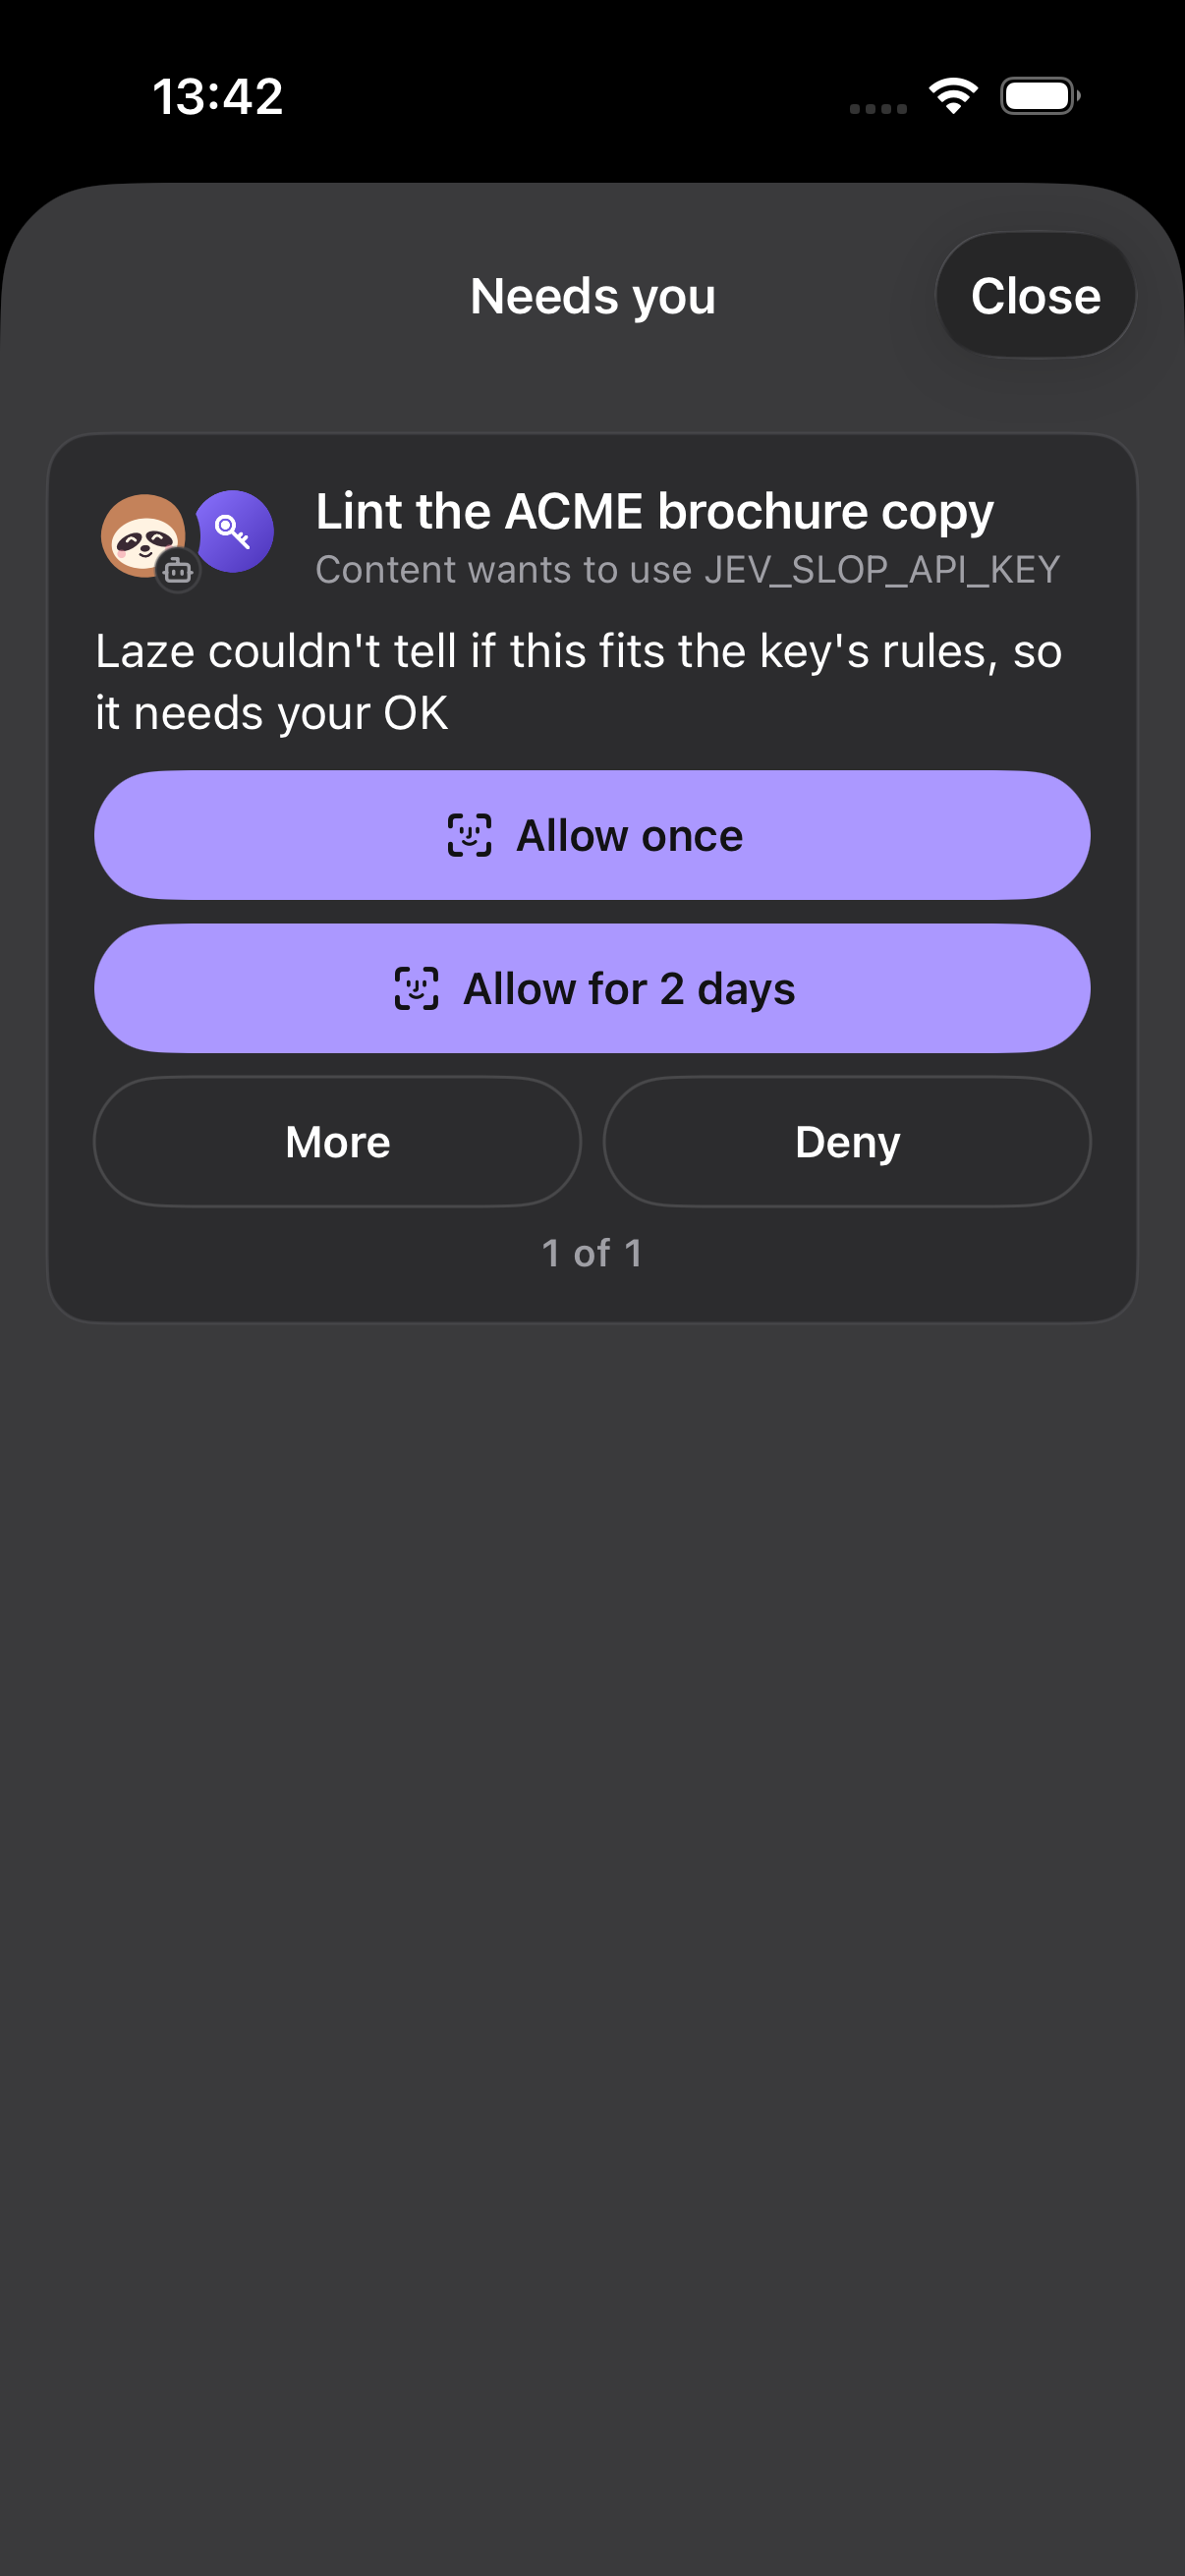 13:42
Needs you
Close
Lint the ACME brochure copy
Content wants to use JEV_SLOP_API_KEY
Laze couldn't tell if this fits the key's rules, so
it needs your OK
Allow once
Allow for 2 days
More
Deny
1 of 1